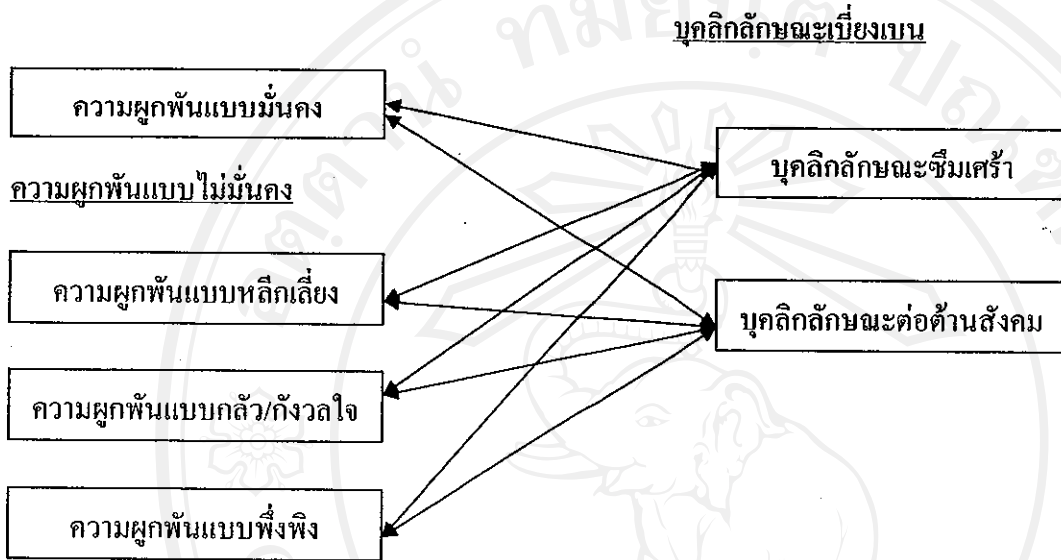 บุคลิกลักษณะเบี่ยงเบน
ความผูกพันแบบมั่นคง
บุคลิกลักษณะซึมเศร้า
ความผูกพันแบบไม่มั่นคง
ความผูกพันแบบหลีกเลี่ยง
บุคลิกลักษณะต่อต้านสังคม
ความผูกพันแบบกลัว/กังวลใจ
ความผูกพันแบบพึ่งพิง